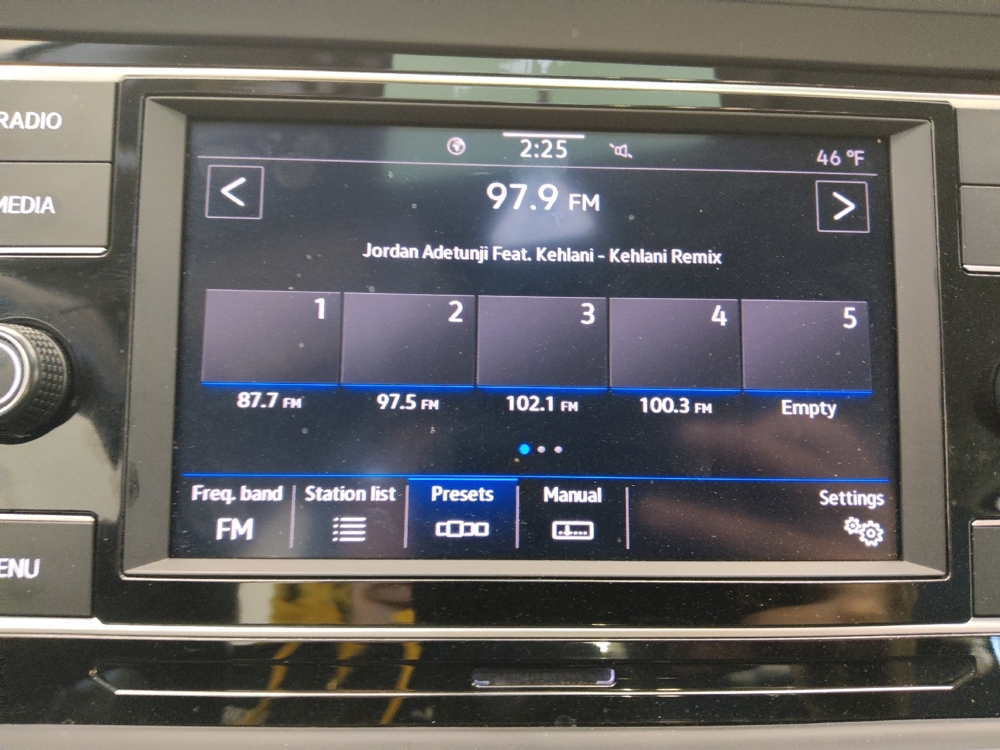 RADIO
MEDIA
ENU
2:25
46 °F
<
97.9 FM
>
Jordan Adetunji Feat. Kehlani - Kehlani Remix
1 2 3 4 5
87.7 FM 97.5 FM 102.1 FM 100.3 FM Empty
Freq. band Station list Presets Manual Settings
FM